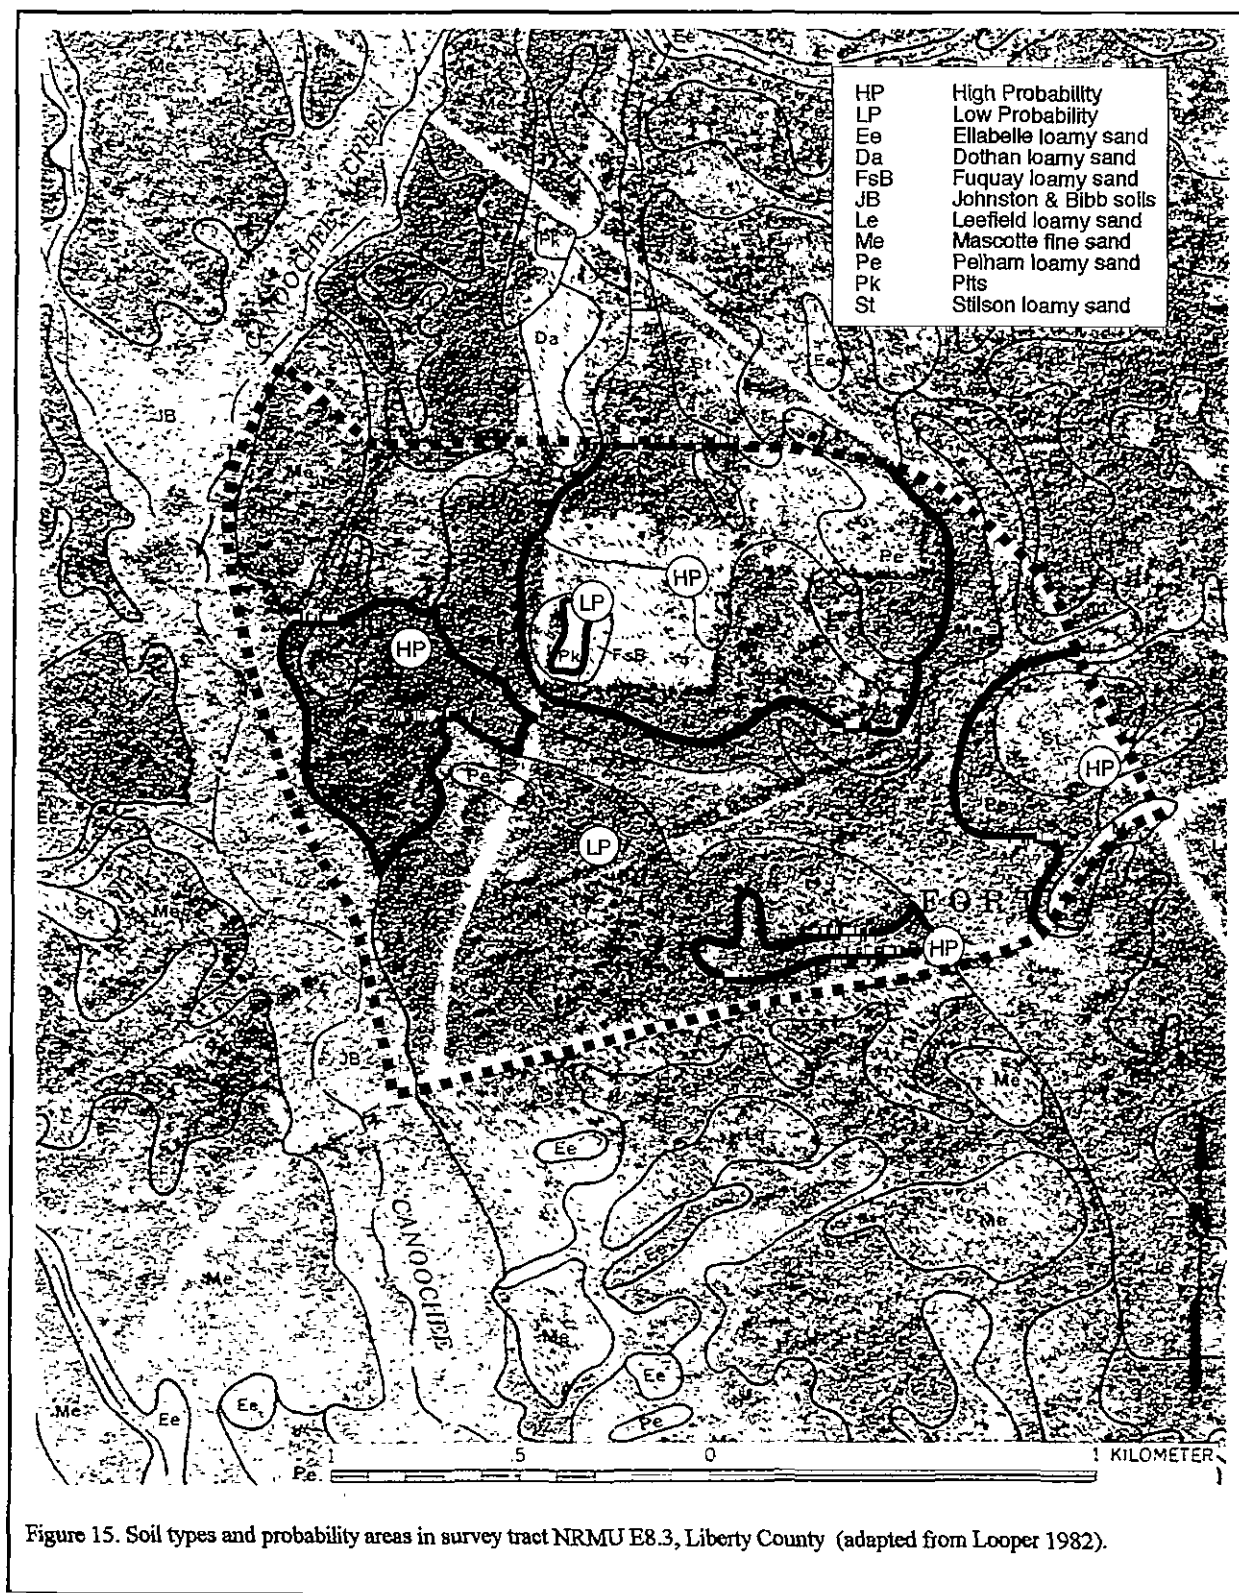 HP High Probability
LP Low Probability
Ee Ellabelle loamy sand
Da Dothan loamy sand
FsB Fuquay loamy sand
JB Johnston & Bibb soils
Le Leefield loamy sand
Me Mascotte fine sand
Pe Pelham loamy sand
Pk Pits
St Stilson loamy sand
Ee
Me
CANOOCHEE CREEK
Pk
Da
Ee
JB
Me
Pe
HP
LP
HP
Pk
FsB
Me
St
HP
Pe
Pe
LP
FOR
HP
St
Me
JB
Me
Ee
Ee
Me
CANOOCHEE
Me
Me
Me
Ee
Ee
Ee
Pe
Pe
1 .5 0 1 KILOMETER
Figure 15. Soil types and probability areas in survey tract NRMU E8.3, Liberty County (adapted from Looper 1982).